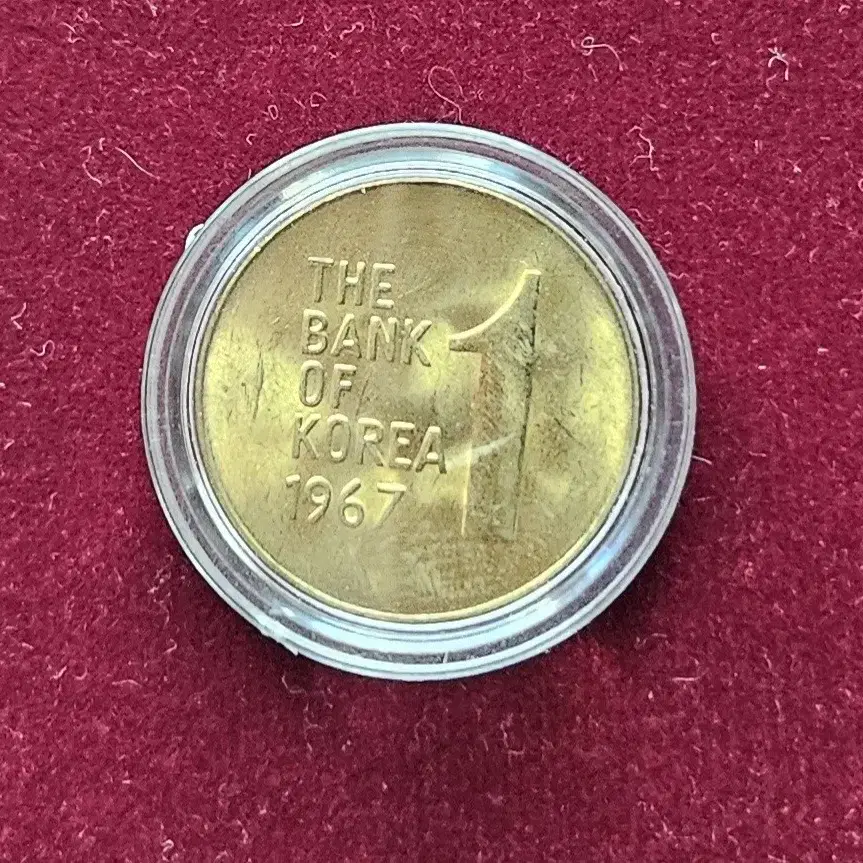 THE
BANK
OF
KOREA
1967
1